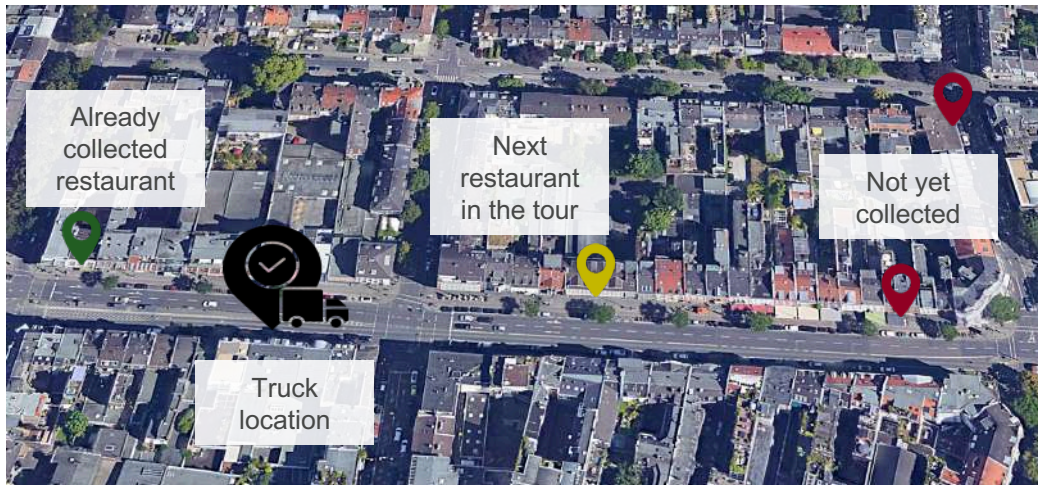 Already
collected
restaurant
Next
restaurant
in the tour
Not yet
collected
Truck
location